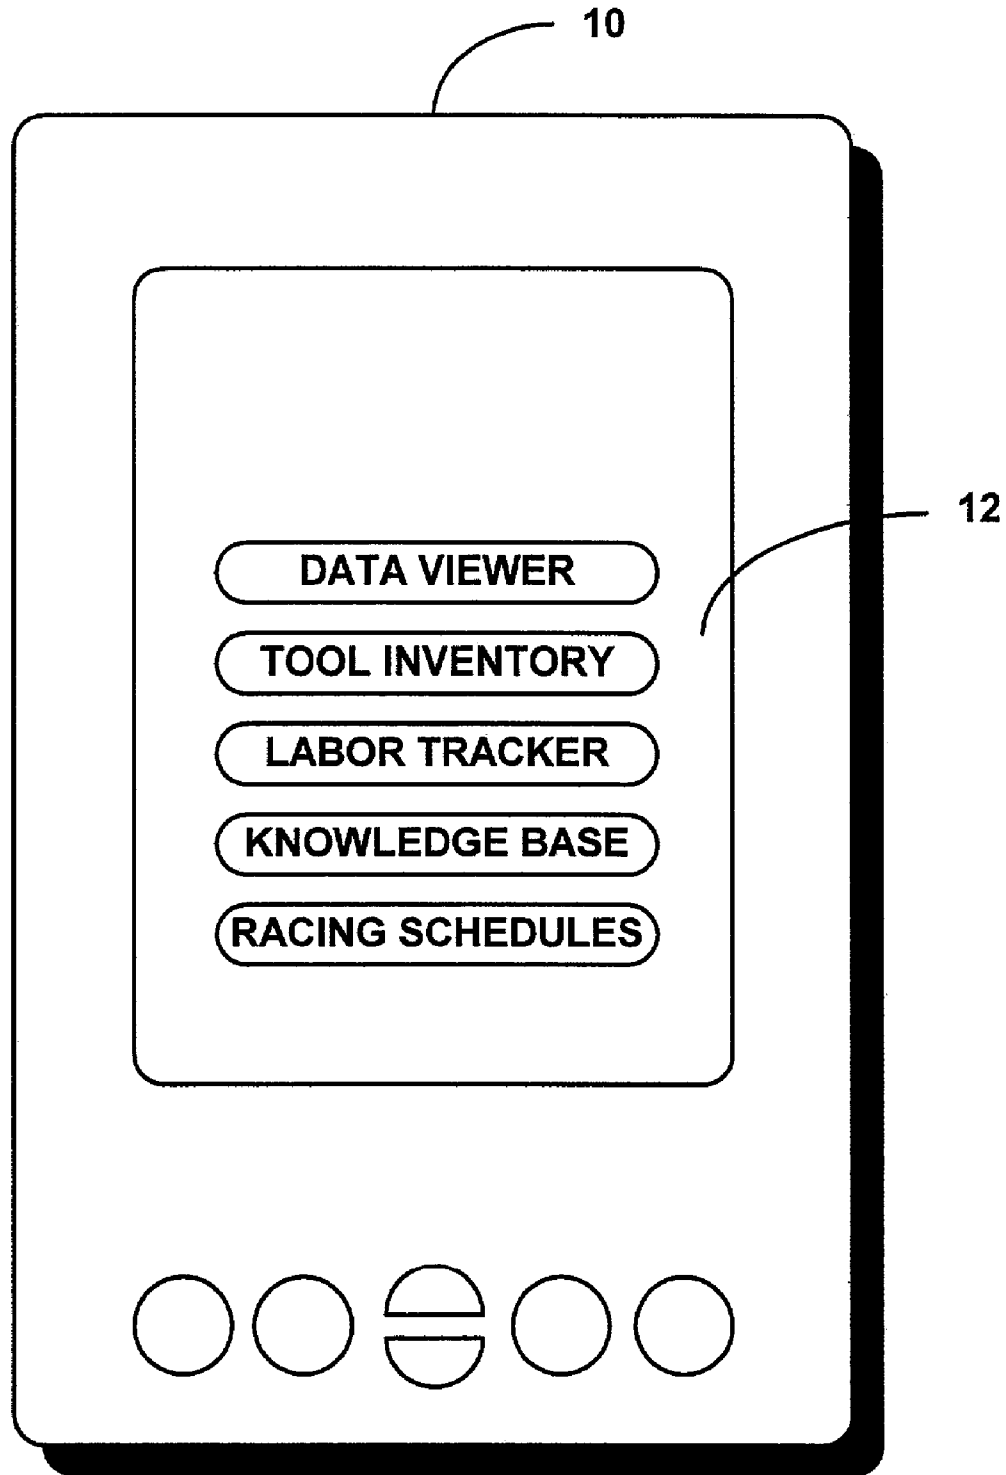 10
12
DATA VIEWER
TOOL INVENTORY
LABOR TRACKER
KNOWLEDGE BASE
RACING SCHEDULES